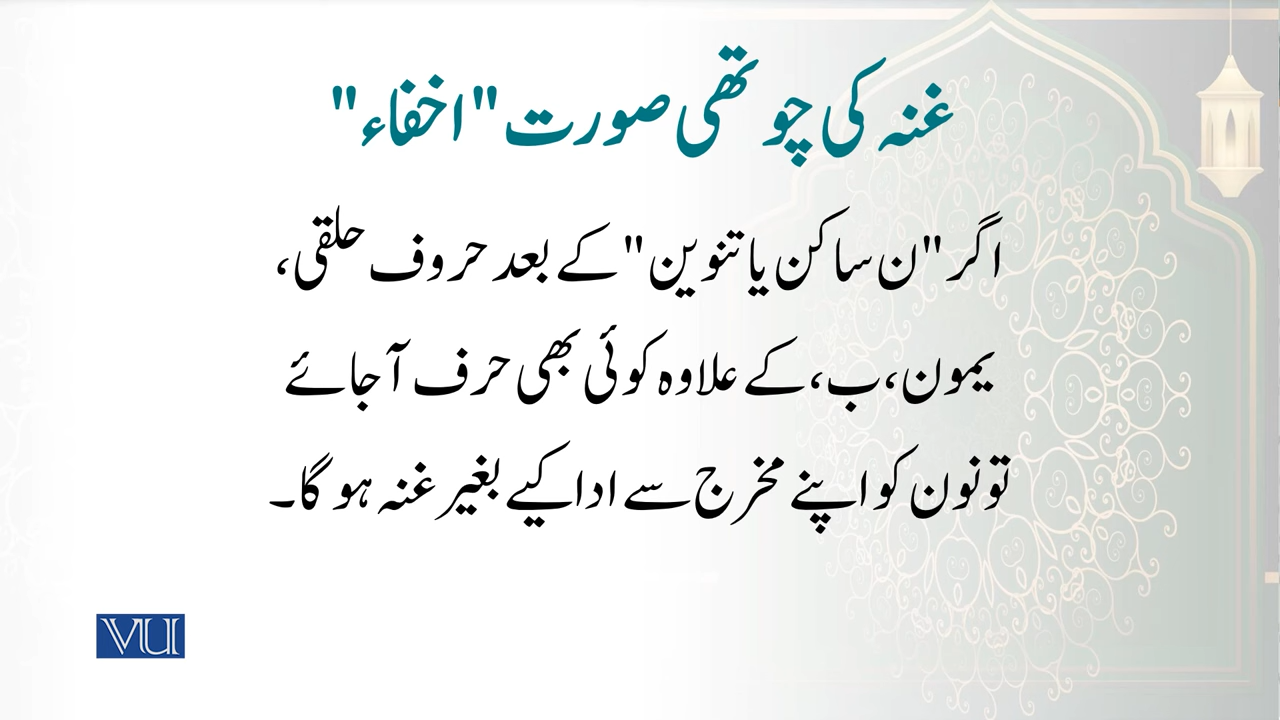 غنہ کی چوتھی صورت "اخفاء"
اگر "ن ساکن یا تنوین" کے بعد حروف حلقی،
یمون، ب، کے علاوہ کوئی بھی حرف آجائے
تو نون کو اپنے مخرج سے ادا کیے بغیر غنہ ہو گا۔
VU